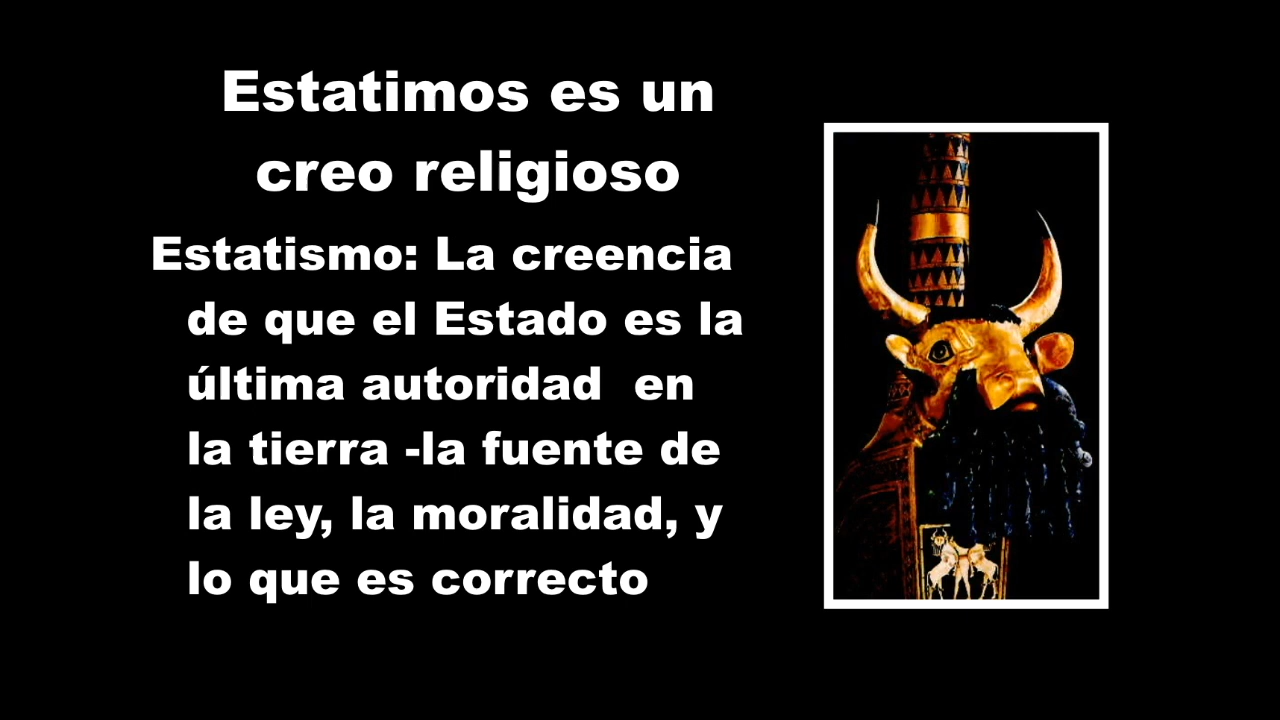 Estatimos es un
creo religioso
Estatismo: La creencia
de que el Estado es la
última autoridad  en
la tierra -la fuente de
la ley, la moralidad, y
lo que es correcto